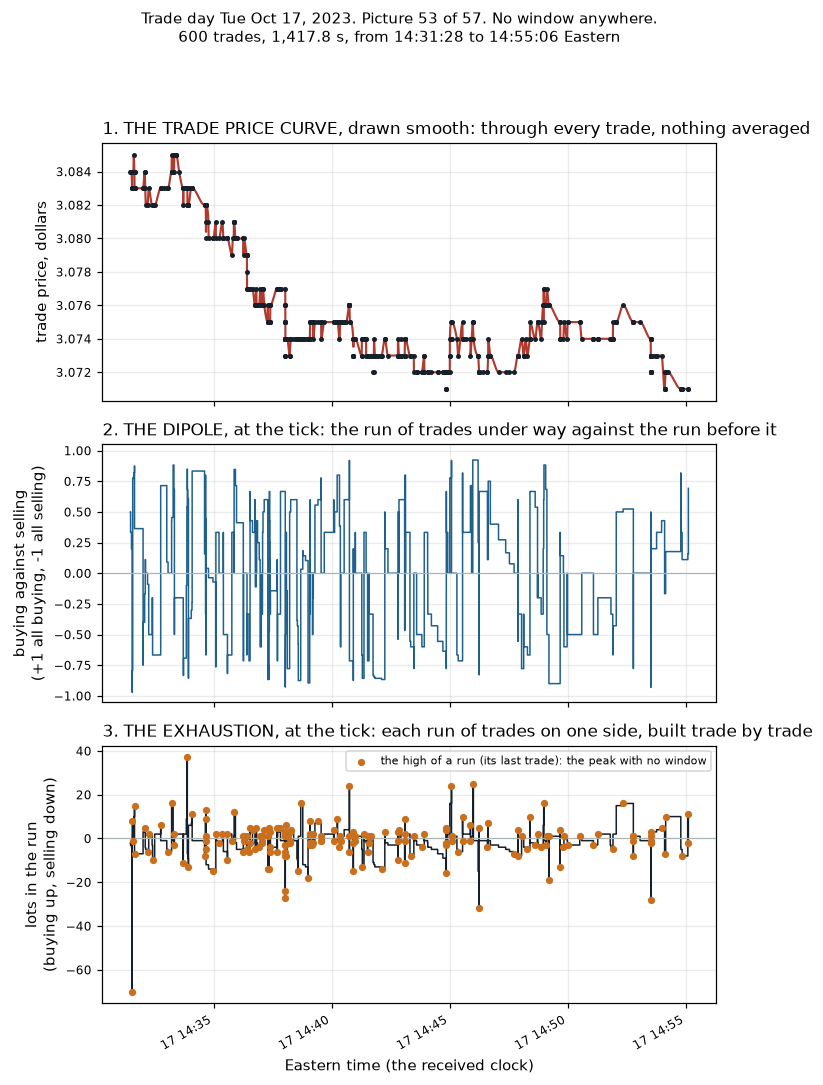 Trade day Tue Oct 17, 2023. Picture 53 of 57. No window anywhere.
600 trades, 1,417.8 s, from 14:31:28 to 14:55:06 Eastern
1. THE TRADE PRICE CURVE, drawn smooth: through every trade, nothing averaged
trade price, dollars
3.084
3.082
3.080
3.078
3.076
3.074
3.072
2. THE DIPOLE, at the tick: the run of trades under way against the run before it
buying against selling
(+1 all buying, -1 all selling)
1.00
0.75
0.50
0.25
0.00
−0.25
−0.50
−0.75
−1.00
3. THE EXHAUSTION, at the tick: each run of trades on one side, built trade by trade
the high of a run (its last trade): the peak with no window
lots in the run
(buying up, selling down)
40
20
0
−20
−40
−60
17 14:35
17 14:40
17 14:45
17 14:50
17 14:55
Eastern time (the received clock)